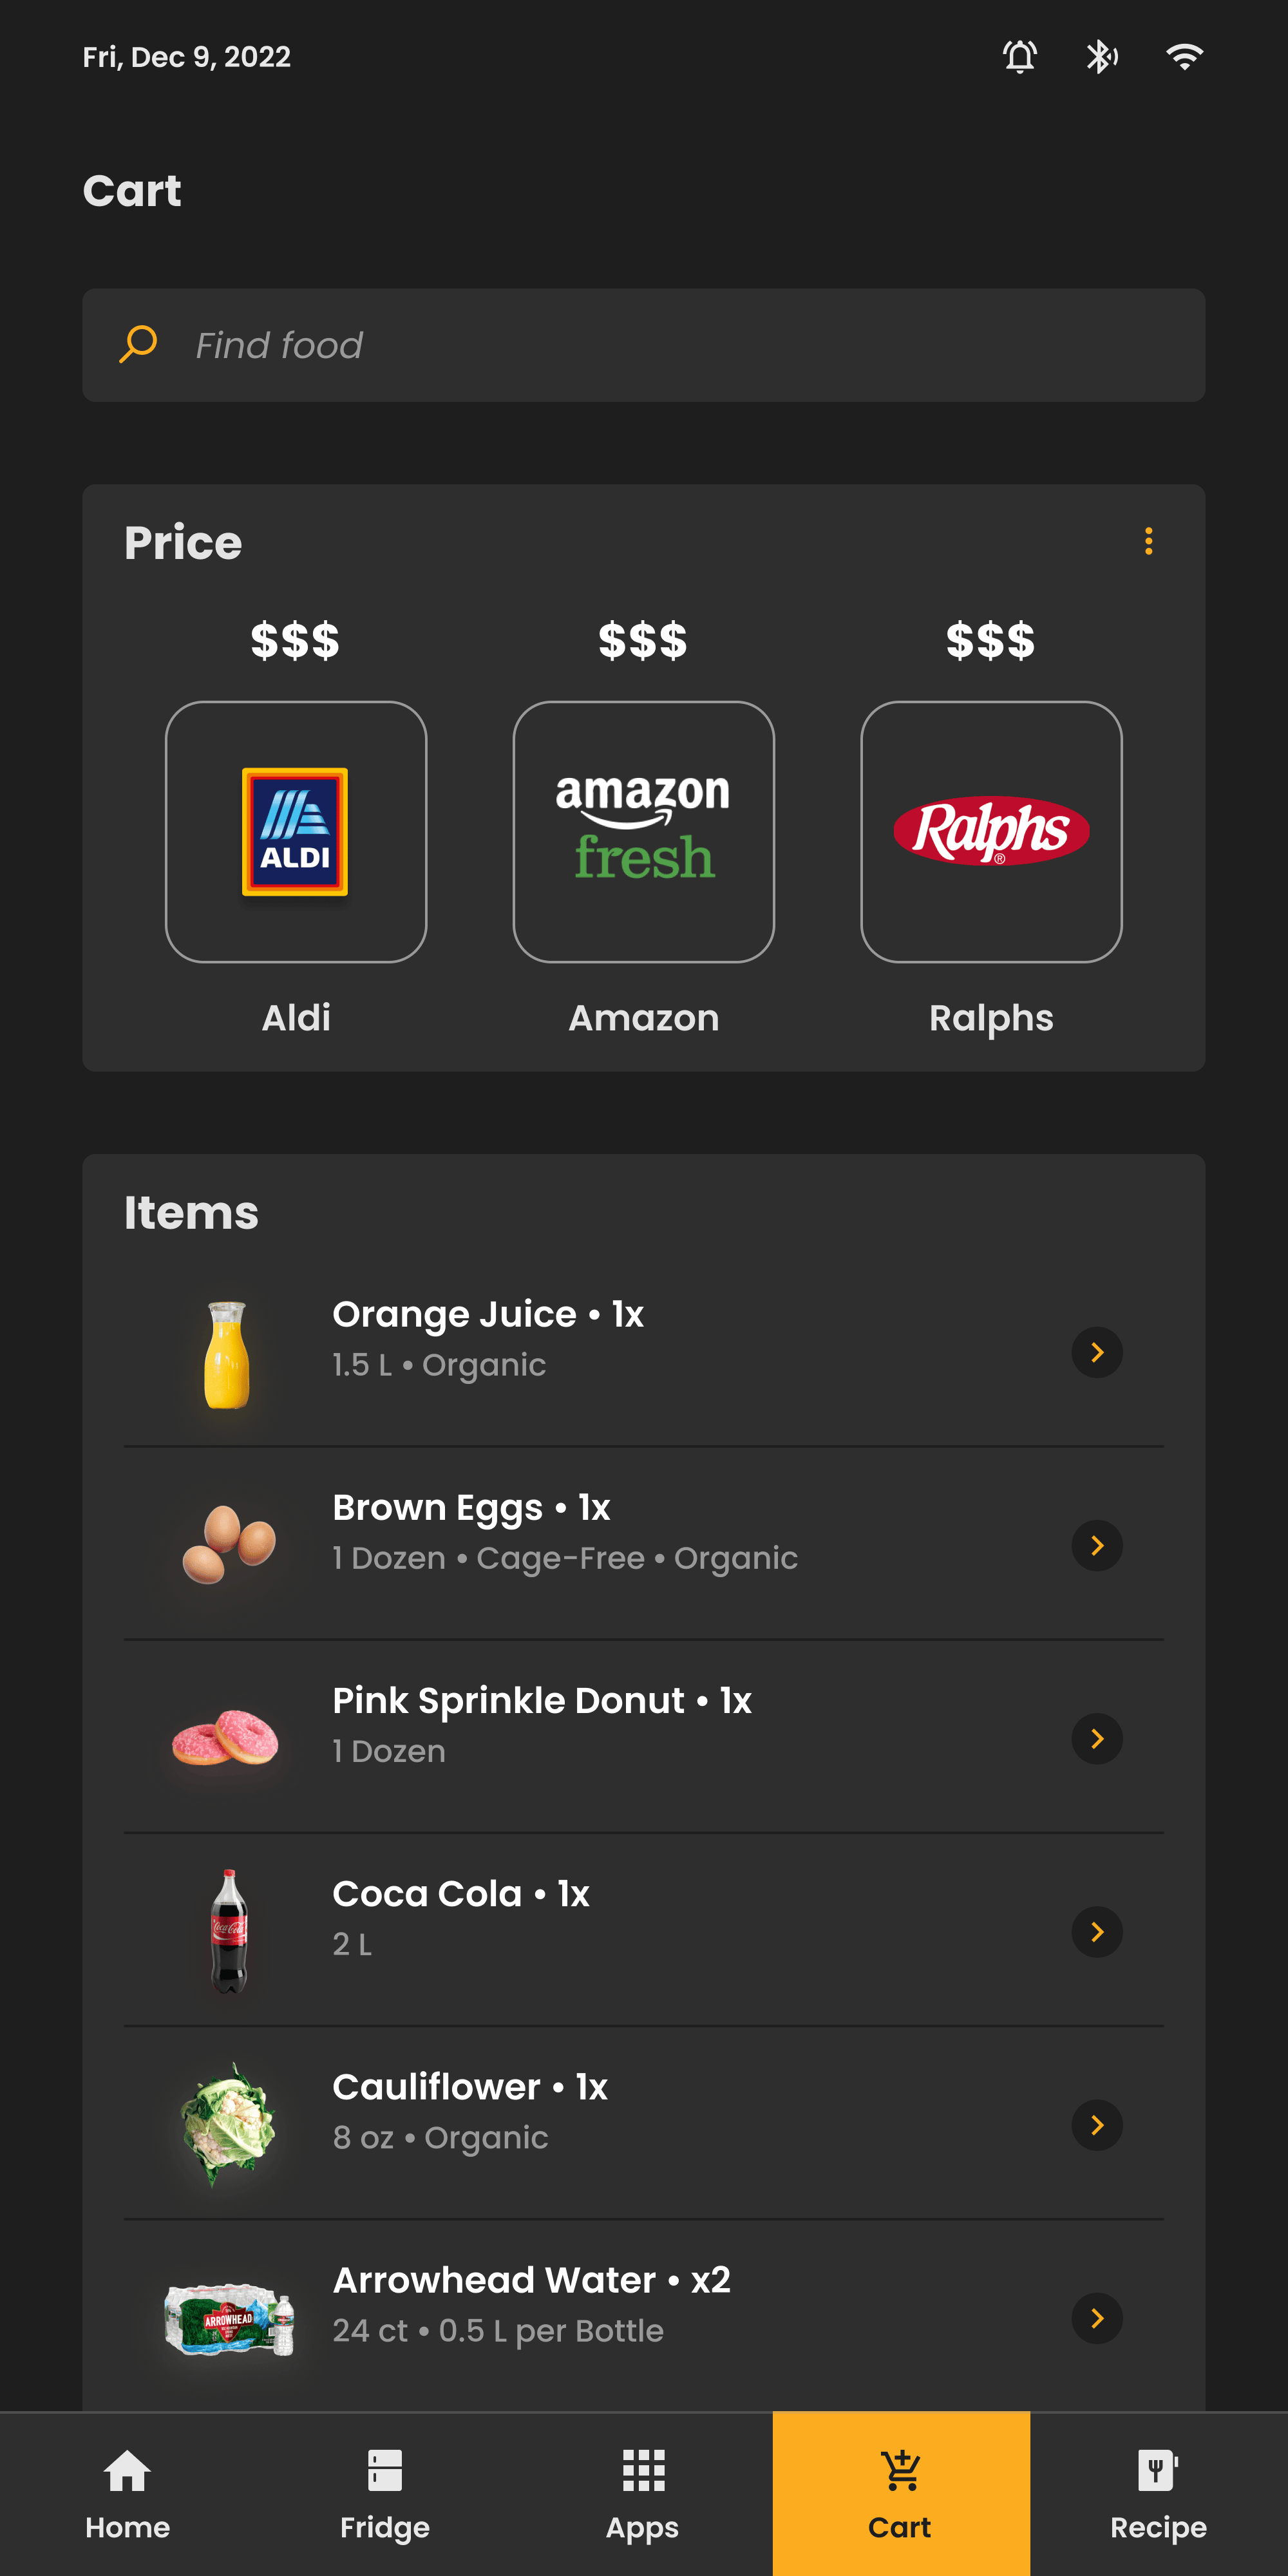 Fri, Dec 9, 2022
Cart
Find food
Price
$$$ $$$ $$$
ALDI
amazon
fresh
Ralphs
®
Aldi Amazon Ralphs
Items
Orange Juice • 1x
1.5 L • Organic
Brown Eggs • 1x
1 Dozen • Cage-Free • Organic
Pink Sprinkle Donut • 1x
1 Dozen
Coca Cola • 1x
2 L
Coca-Cola
Cauliflower • 1x
8 oz • Organic
Arrowhead Water • x2
24 ct • 0.5 L per Bottle
ARROWHEAD
Home Fridge Apps Cart Recipe